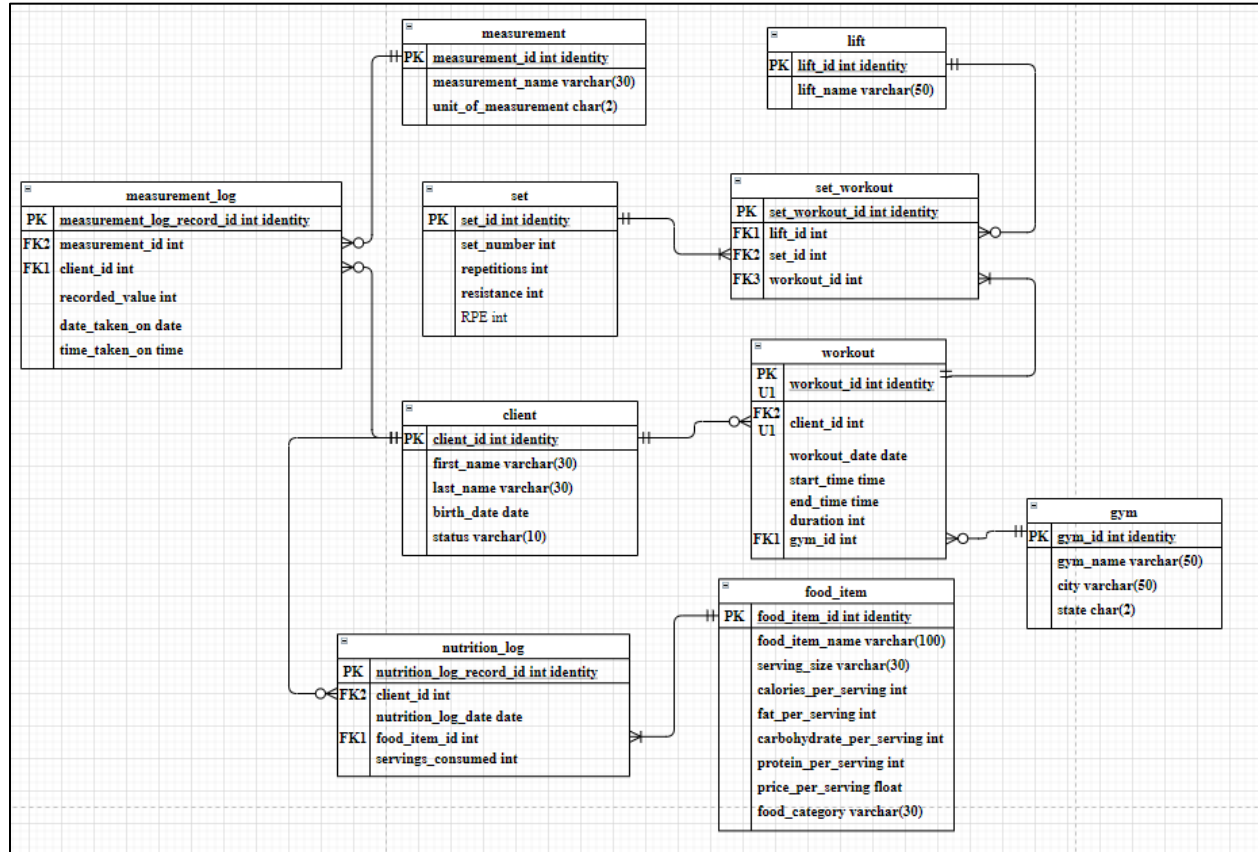 measurement
PK measurement_id int identity
measurement_name varchar(30)
unit_of_measurement char(2)
lift
PK lift_id int identity
lift_name varchar(50)
measurement_log
PK measurement_log_record_id int identity
FK2 measurement_id int
FK1 client_id int
recorded_value int
date_taken_on date
time_taken_on time
set
PK set_id int identity
set_number int
repetitions int
resistance int
RPE int
set_workout
PK set_workout_id int identity
FK1 lift_id int
FK2 set_id int
FK3 workout_id int
workout
PK
U1 workout_id int identity
FK2
U1 client_id int
workout_date date
start_time time
end_time time
duration int
FK1 gym_id int
client
PK client_id int identity
first_name varchar(30)
last_name varchar(30)
birth_date date
status varchar(10)
gym
PK gym_id int identity
gym_name varchar(50)
city varchar(50)
state char(2)
food_item
PK food_item_id int identity
food_item_name varchar(100)
serving_size varchar(30)
calories_per_serving int
fat_per_serving int
carbohydrate_per_serving int
protein_per_serving int
price_per_serving float
food_category varchar(30)
nutrition_log
PK nutrition_log_record_id int identity
FK2 client_id int
nutrition_log_date date
FK1 food_item_id int
servings_consumed int